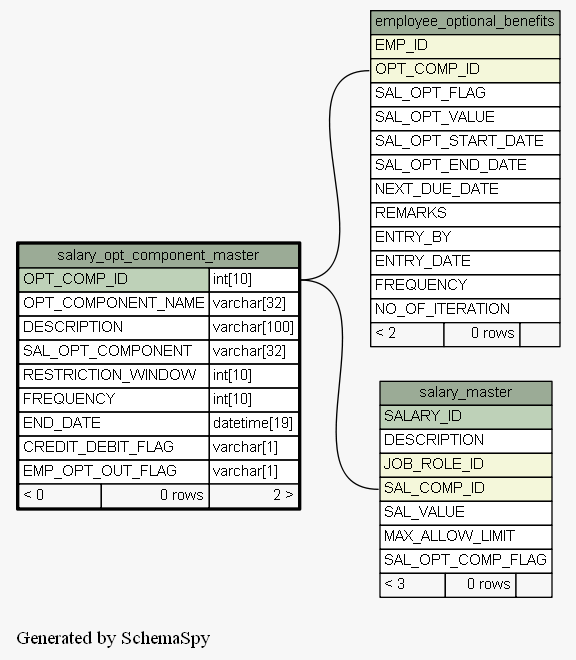 employee_optional_benefits
EMP_ID
OPT_COMP_ID
SAL_OPT_FLAG
SAL_OPT_VALUE
SAL_OPT_START_DATE
SAL_OPT_END_DATE
NEXT_DUE_DATE
REMARKS
ENTRY_BY
ENTRY_DATE
FREQUENCY
NO_OF_ITERATION
< 2 0 rows
salary_opt_component_master
OPT_COMP_ID int[10]
OPT_COMPONENT_NAME varchar[32]
DESCRIPTION varchar[100]
SAL_OPT_COMPONENT varchar[32]
RESTRICTION_WINDOW int[10]
FREQUENCY int[10]
END_DATE datetime[19]
CREDIT_DEBIT_FLAG varchar[1]
EMP_OPT_OUT_FLAG varchar[1]
< 0 0 rows 2 >
salary_master
SALARY_ID
DESCRIPTION
JOB_ROLE_ID
SAL_COMP_ID
SAL_VALUE
MAX_ALLOW_LIMIT
SAL_OPT_COMP_FLAG
< 3 0 rows
Generated by SchemaSpy